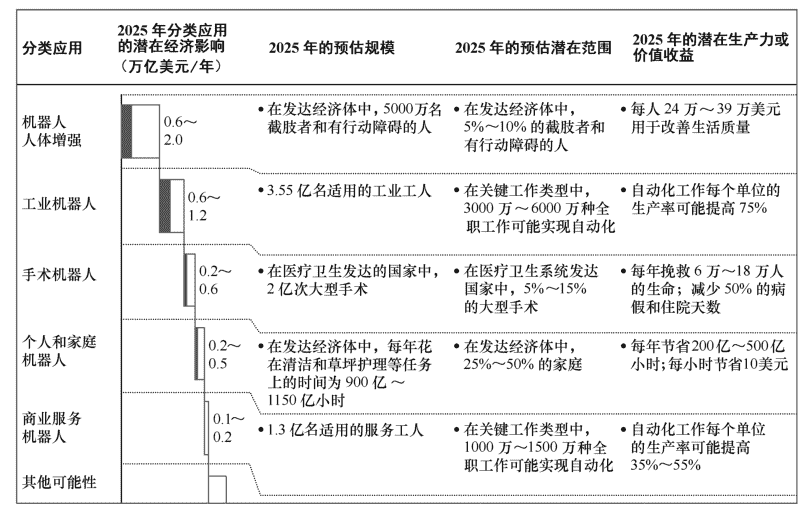 分类应用
2025 年分类应用
的潜在经济影响
（万亿美元/年）
2025 年的预估规模
2025 年的预估潜在范围
2025 年的潜在生产力或
价值收益
机器人
人体增强
0.6～
2.0
• 在发达经济体中，5000万名
截肢者和有行动障碍的人
• 在发达经济体中，
5%～10% 的截肢者和
有行动障碍的人
• 每人 24 万～39 万美元
用于改善生活质量
工业机器人
0.6～
1.2
• 3.55 亿名适用的工业工人
• 在关键工作类型中，
3000 万～6000 万种全
职工作可能实现自动化
• 自动化工作每个单位的
生产率可能提高 75%
手术机器人
0.2～
0.6
• 在医疗卫生发达的国家中，
2 亿次大型手术
• 在医疗卫生系统发达
国家中，5%～15%
的大型手术
• 每年挽救 6 万～18 万人
的生命；减少 50% 的病
假和住院天数
个人和家庭
机器人
0.2～
0.5
• 在发达经济体中，每年花
在清洁和草坪护理等任务
上的时间为 900 亿～
1150 亿小时
• 在发达经济体中，
25%～50% 的家庭
• 每年节省200 亿～500亿
小时；每小时节省10美元
商业服务
机器人
0.1～
0.2
• 1.3 亿名适用的服务工人
• 在关键工作类型中，
1000 万～1500 万种全
职工作可能实现自动化
• 自动化工作每个单位
的生产率可能提高
35%～55%
其他可能性